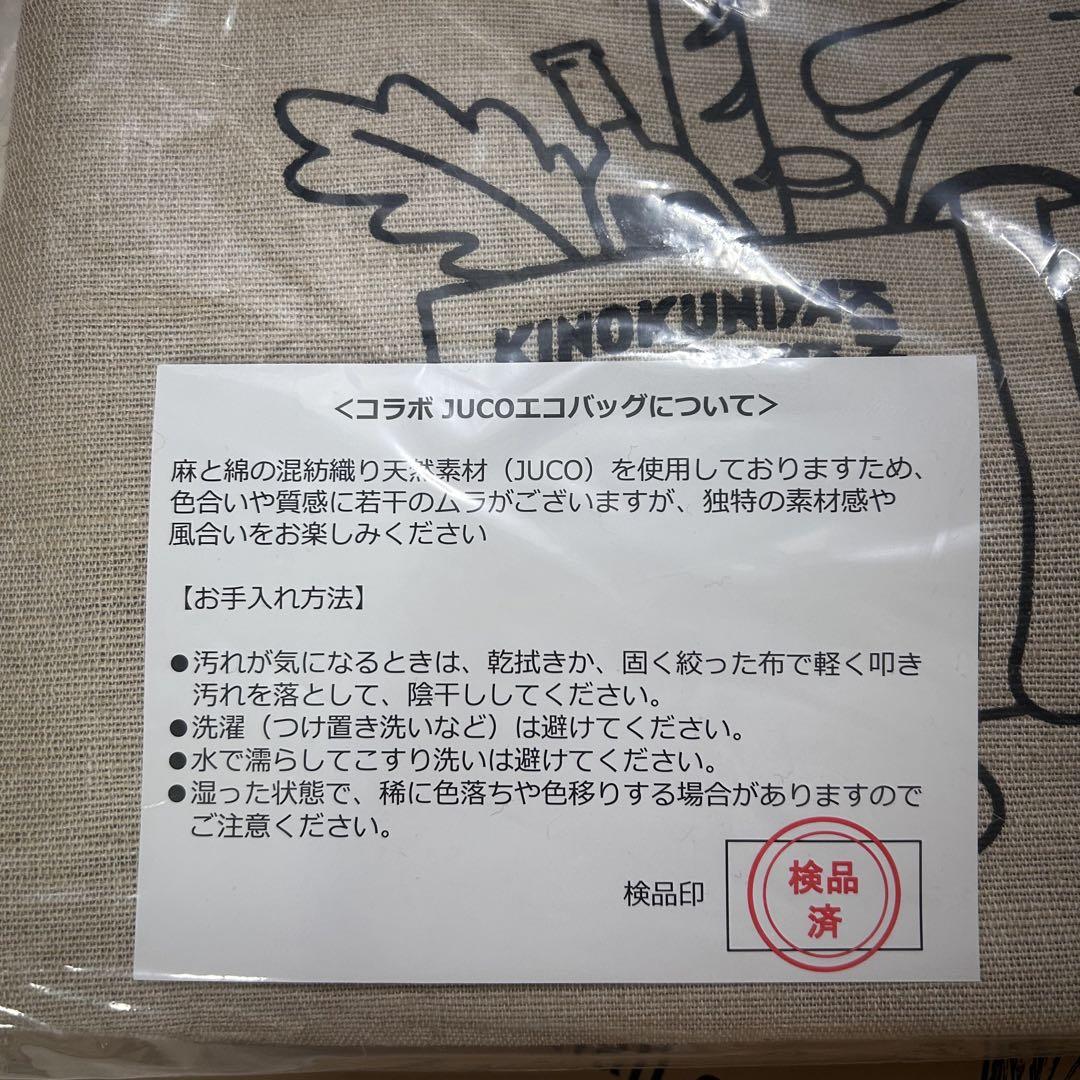 KINOKUNIYA
＜コラボ JUCOエコバッグについて＞
麻と綿の混紡織り天然素材（JUCO）を使用しておりますため、
色合いや質感に若干のムラがございますが、独特の素材感や
風合いをお楽しみください
【お手入れ方法】
●汚れが気になるときは、乾拭きか、固く絞った布で軽く叩き
汚れを落として、陰干ししてください。
●洗濯（つけ置き洗いなど）は避けてください。
●水で濡らしてこすり洗いは避けてください。
●湿った状態で、稀に色落ちや色移りする場合がありますので
ご注意ください。
検品印
検品
済